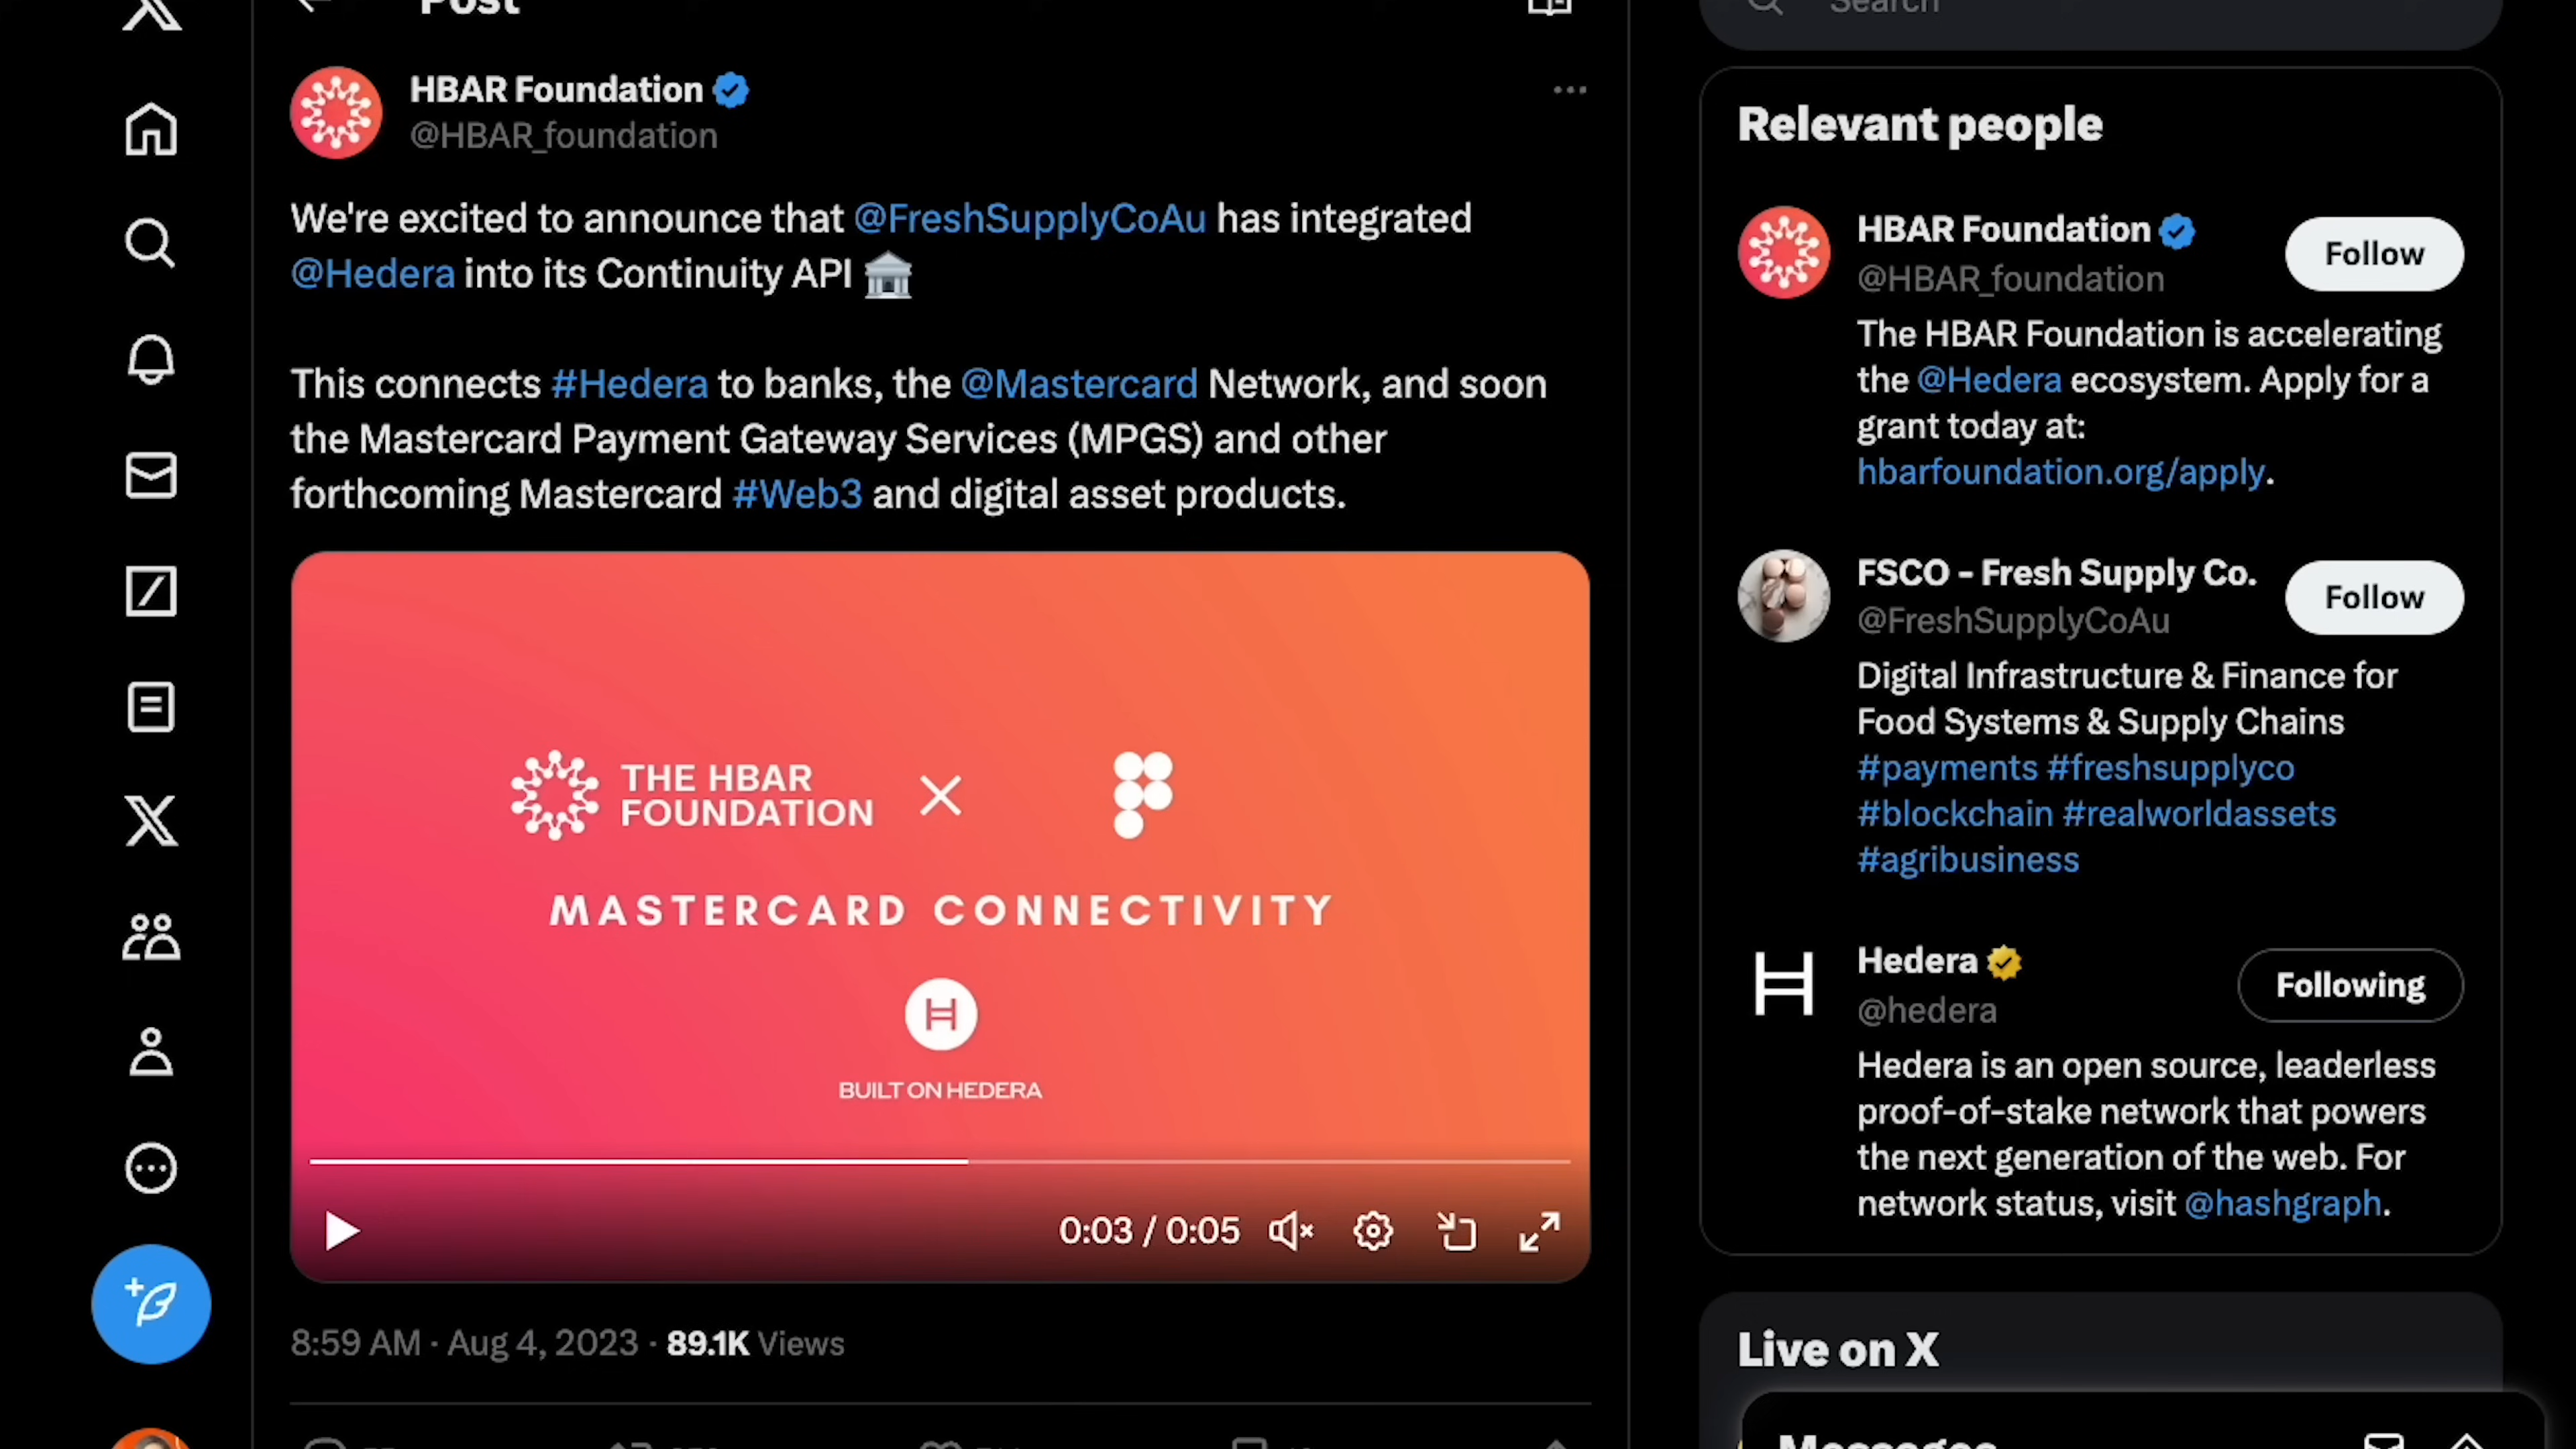 Post
Search
HBAR Foundation
@HBAR_foundation
We're excited to announce that @FreshSupplyCoAu has integrated
@Hedera into its Continuity API
This connects #Hedera to banks, the @Mastercard Network, and soon
the Mastercard Payment Gateway Services (MPGS) and other
forthcoming Mastercard #Web3 and digital asset products.
THE HBAR
FOUNDATION
MASTERCARD CONNECTIVITY
BUILT ON HEDERA
0:03 / 0:05
8:59 AM · Aug 4, 2023 · 89.1K Views
Relevant people
HBAR Foundation
@HBAR_foundation
Follow
The HBAR Foundation is accelerating
the @Hedera ecosystem. Apply for a
grant today at:
hbarfoundation.org/apply.
FSCO - Fresh Supply Co.
@FreshSupplyCoAu
Follow
Digital Infrastructure & Finance for
Food Systems & Supply Chains
#payments #freshsupplyco
#blockchain #realworldassets
#agribusiness
Hedera
@hedera
Following
Hedera is an open source, leaderless
proof-of-stake network that powers
the next generation of the web. For
network status, visit @hashgraph.
Live on X
Messages